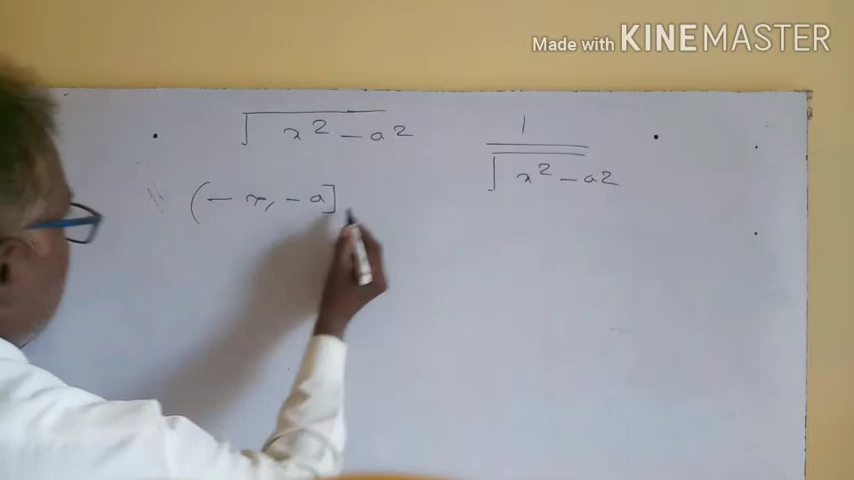 Made with KINEMASTER
√x² - a²
1/√x² - a²
(- ∞, - a]